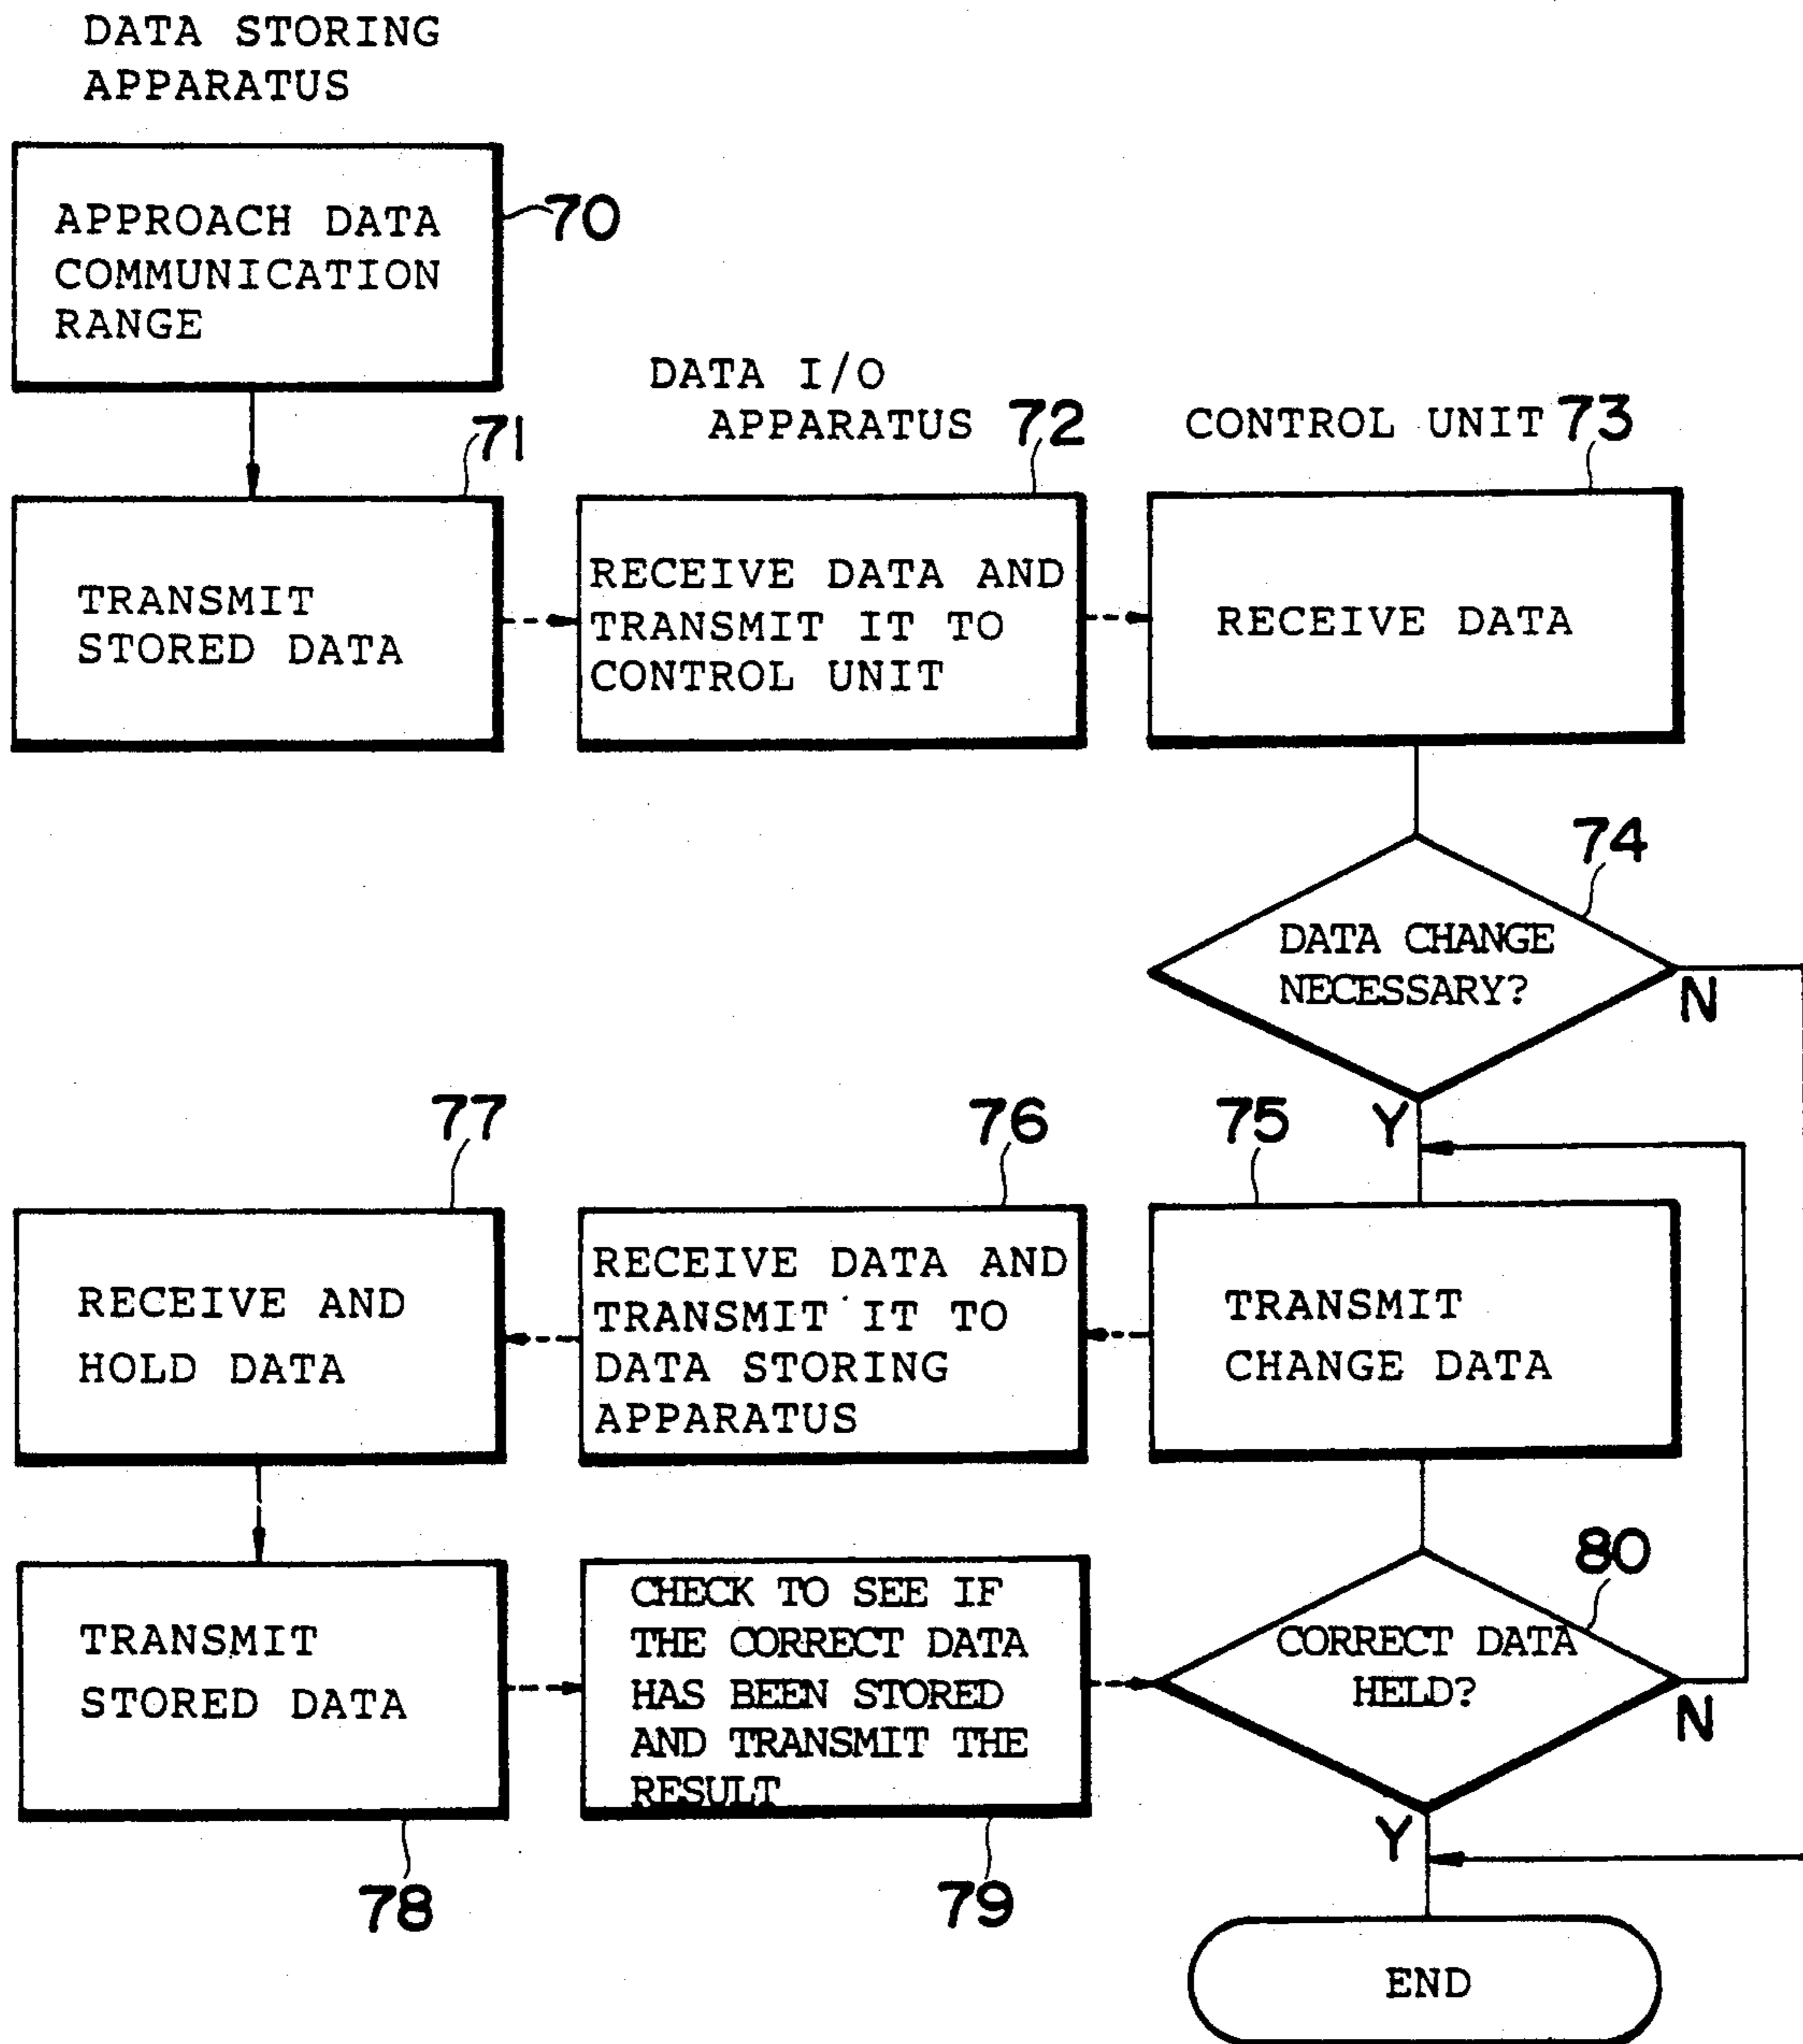 DATA STORING
APPARATUS
APPROACH DATA
COMMUNICATION
RANGE
70
DATA I/O
APPARATUS
72
CONTROL UNIT
73
71
TRANSMIT
STORED DATA
RECEIVE DATA AND
TRANSMIT IT TO
CONTROL UNIT
RECEIVE DATA
74
DATA CHANGE
NECESSARY?
N
Y
77
76
75
RECEIVE AND
HOLD DATA
RECEIVE DATA AND
TRANSMIT IT TO
DATA STORING
APPARATUS
TRANSMIT
CHANGE DATA
80
TRANSMIT
STORED DATA
CHECK TO SEE IF
THE CORRECT DATA
HAS BEEN STORED
AND TRANSMIT THE
RESULT
CORRECT DATA
HELD?
N
Y
78
79
END